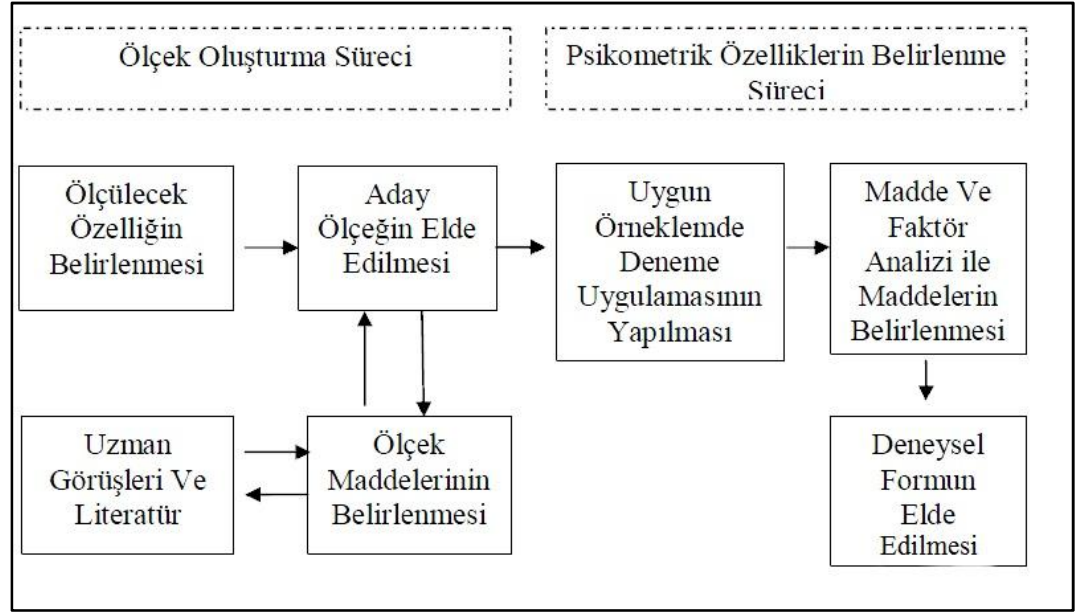 Ölçek Oluşturma Süreci
Psikometrik Özelliklerin Belirlenme
Süreci
Ölçülecek
Özelliğin
Belirlenmesi
Aday
Ölçeğin Elde
Edilmesi
Uygun
Örneklemde
Deneme
Uygulamasının
Yapılması
Madde Ve
Faktör
Analizi ile
Maddelerin
Belirlenmesi
Uzman
Görüşleri Ve
Literatür
Ölçek
Maddelerinin
Belirlenmesi
Deneysel
Formun
Elde
Edilmesi